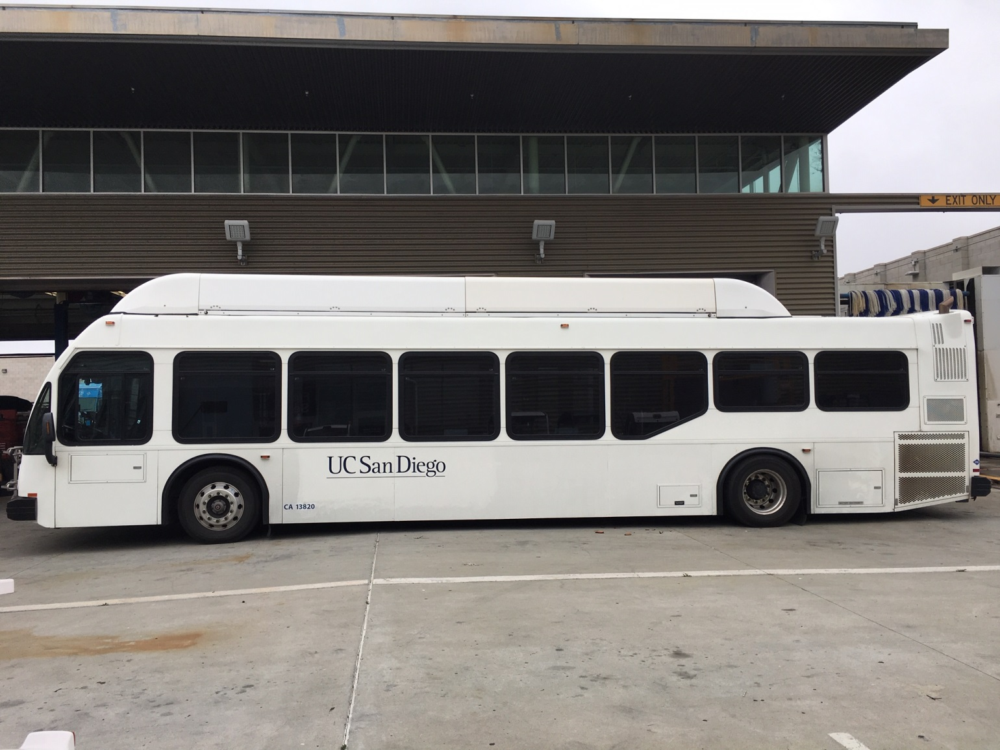 EXIT ONLY
UC San Diego
CA 13820